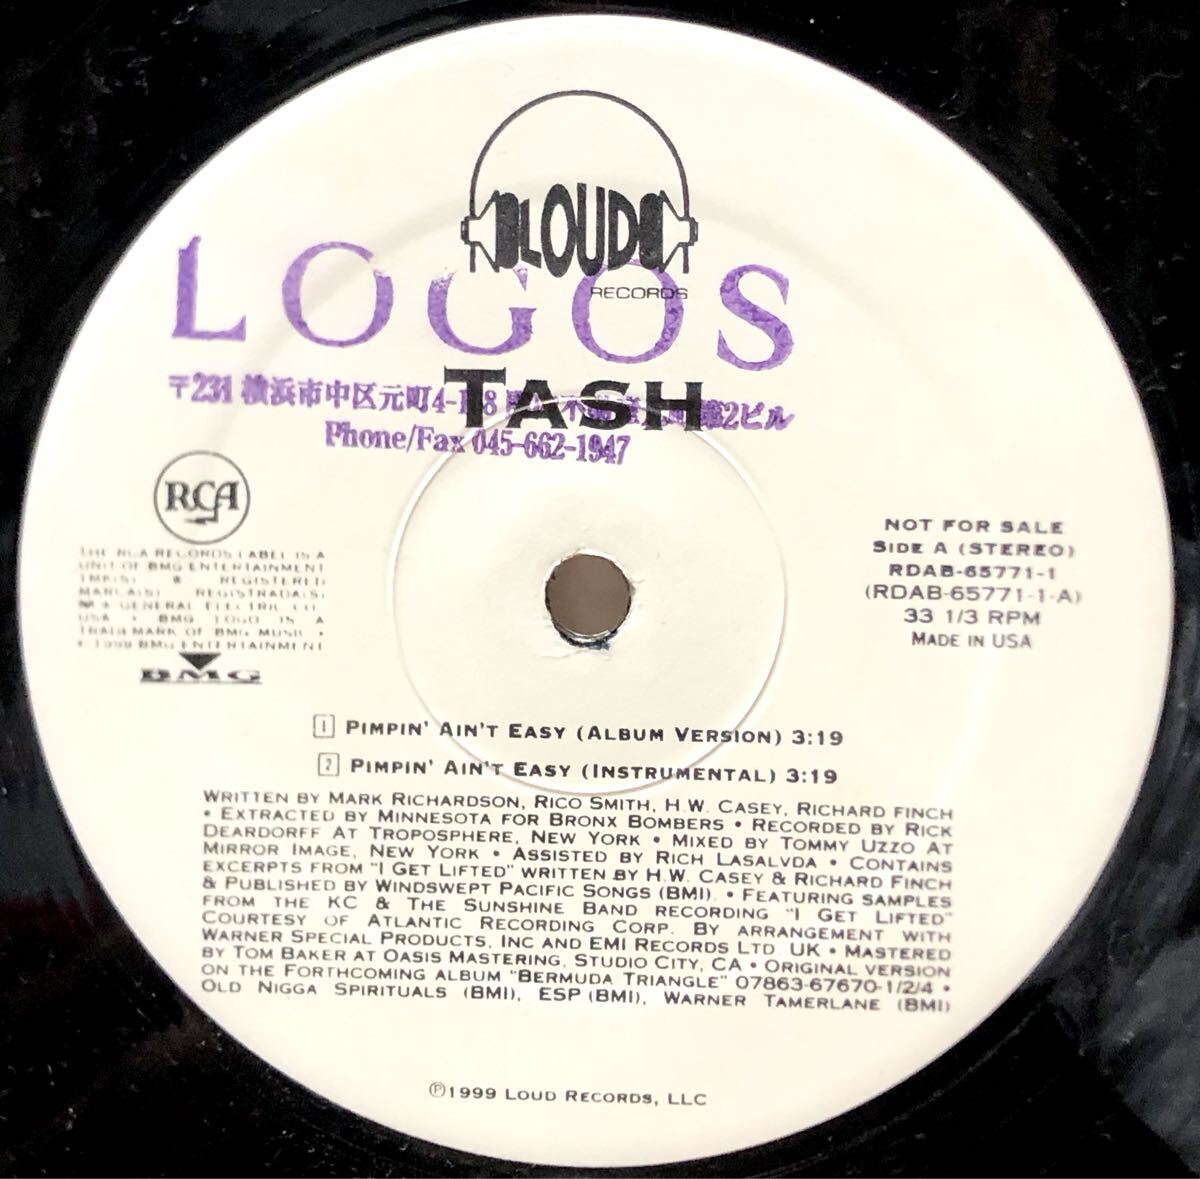 LOUD
RECORDS
LOGOS
TASH
〒231 横浜市中区元町4-1 8 第2ビル
Phone/Fax 045-662-1947
RCA
THE RCA RECORDS LABEL IS A
UNIT OF BMG ENTERTAINMENT
TMK(S) ® REGISTERED
MARCA(S) REGISTRADA(S)
GENERAL ELECTRIC CO.
USA • BMG LOGO IS A
TRADEMARK OF BMG MUSIC •
• 1999 BMG ENTERTAINMENT
BMG
NOT FOR SALE
SIDE A (STEREO)
RDAB-65771-1
(RDAB-65771-1-A)
33 1/3 RPM
MADE IN USA
1 PIMPIN' AIN'T EASY (ALBUM VERSION) 3:19
2 PIMPIN' AIN'T EASY (INSTRUMENTAL) 3:19
WRITTEN BY MARK RICHARDSON, RICO SMITH, H.W. CASEY, RICHARD FINCH
• EXTRACTED BY MINNESOTA FOR BRONX BOMBERS • RECORDED BY RICK
DEARDORFF AT TROPOSPHERE, NEW YORK • MIXED BY TOMMY UZZO AT
MIRROR IMAGE, NEW YORK • ASSISTED BY RICH LASALVDA • CONTAINS
EXCERPTS FROM "I GET LIFTED" WRITTEN BY H.W. CASEY & RICHARD FINCH
& PUBLISHED BY WINDSWEPT PACIFIC SONGS (BMI). • FEATURING SAMPLES
FROM THE KC & THE SUNSHINE BAND RECORDING "I GET LIFTED"
COURTESY OF ATLANTIC RECORDING CORP. BY ARRANGEMENT WITH
WARNER SPECIAL PRODUCTS, INC AND EMI RECORDS LTD. UK • MASTERED
BY TOM BAKER AT OASIS MASTERING, STUDIO CITY, CA • ORIGINAL VERSION
ON THE FORTHCOMING ALBUM "BERMUDA TRIANGLE" 07863-67670-1/2/4 •
OLD NIGGA SPIRITUALS (BMI), ESP (BMI), WARNER TAMERLANE (BMI)
℗1999 LOUD RECORDS, LLC